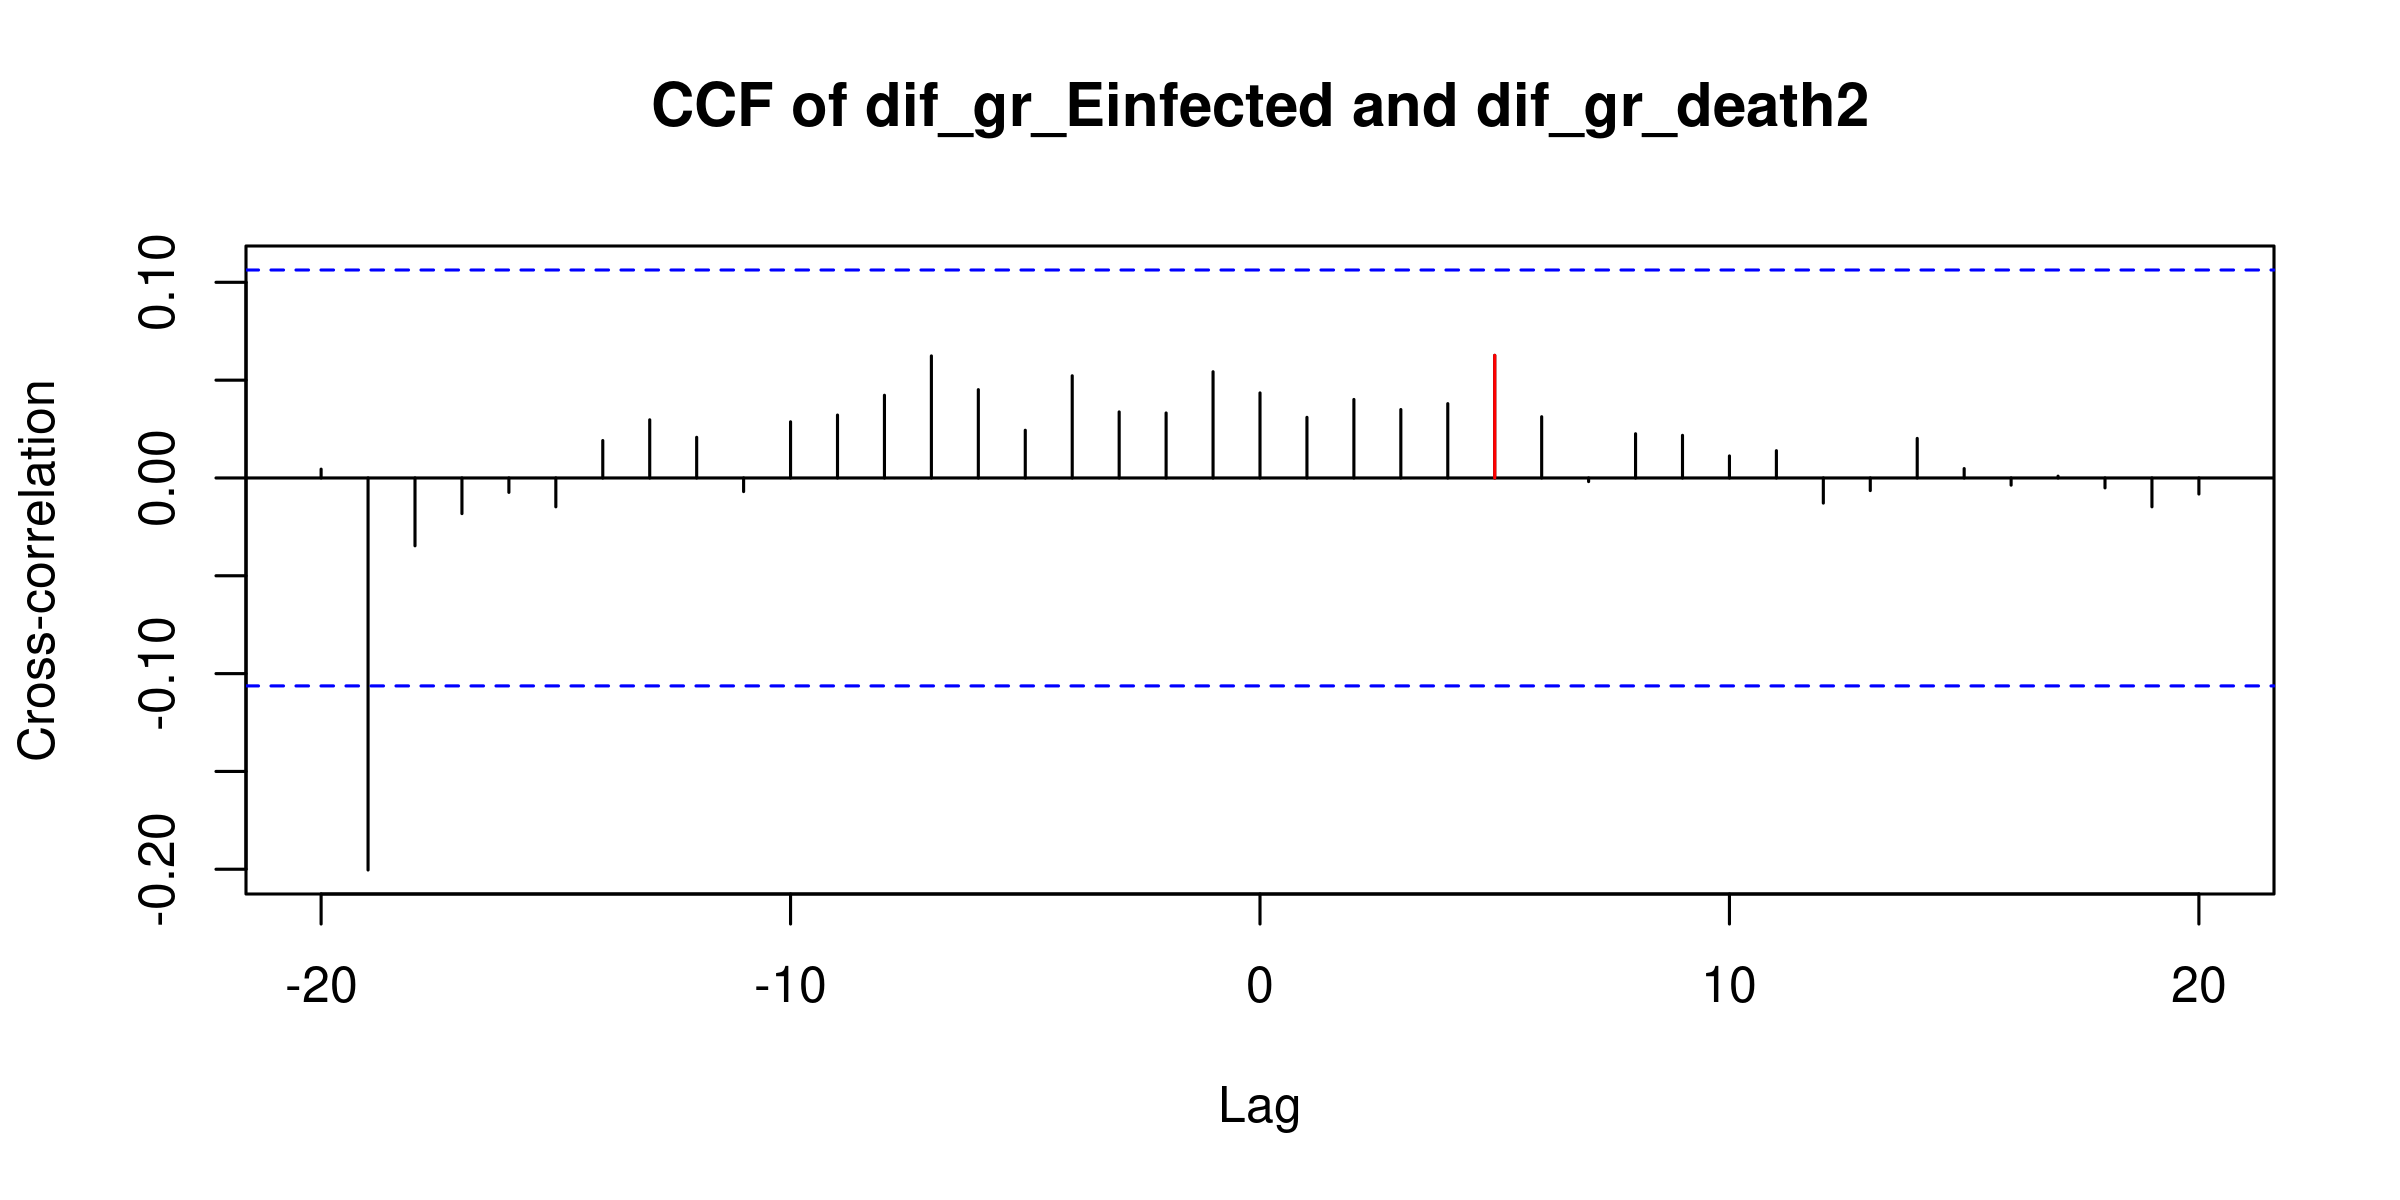 CCF of dif_gr_Einfected and dif_gr_death2
Cross-correlation
0.10
0.00
-0.10
-0.20
-20 -10 0 10 20
Lag